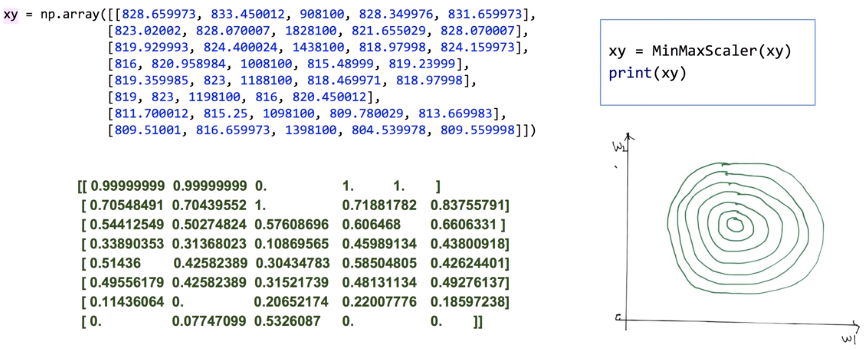 xy = np.array([[828.659973, 833.450012, 908100, 828.349976, 831.659973],
[823.02002, 828.070007, 1828100, 821.655029, 828.070007],
[819.929993, 824.400024, 1438100, 818.97998, 824.159973],
[816, 820.958984, 1008100, 815.48999, 819.23999],
[819.359985, 823, 1188100, 818.469971, 818.97998],
[819, 823, 1198100, 816, 820.450012],
[811.700012, 815.25, 1098100, 809.780029, 813.669983],
[809.51001, 816.659973, 1398100, 804.539978, 809.559998]])
xy = MinMaxScaler(xy)
print(xy)
[[ 0.99999999 0.99999999 0. 1. 1. ]
[ 0.70548491 0.70439552 1. 0.71881782 0.83755791]
[ 0.54412549 0.50274824 0.57608696 0.606468 0.6606331 ]
[ 0.33890353 0.31368023 0.10869565 0.45989134 0.43800918]
[ 0.51436 0.42582389 0.30434783 0.58504805 0.42624401]
[ 0.49556179 0.42582389 0.31521739 0.48131134 0.49276137]
[ 0.11436064 0. 0.20652174 0.22007776 0.18597238]
[ 0. 0.07747099 0.5326087 0. 0. ]]
W2
W1